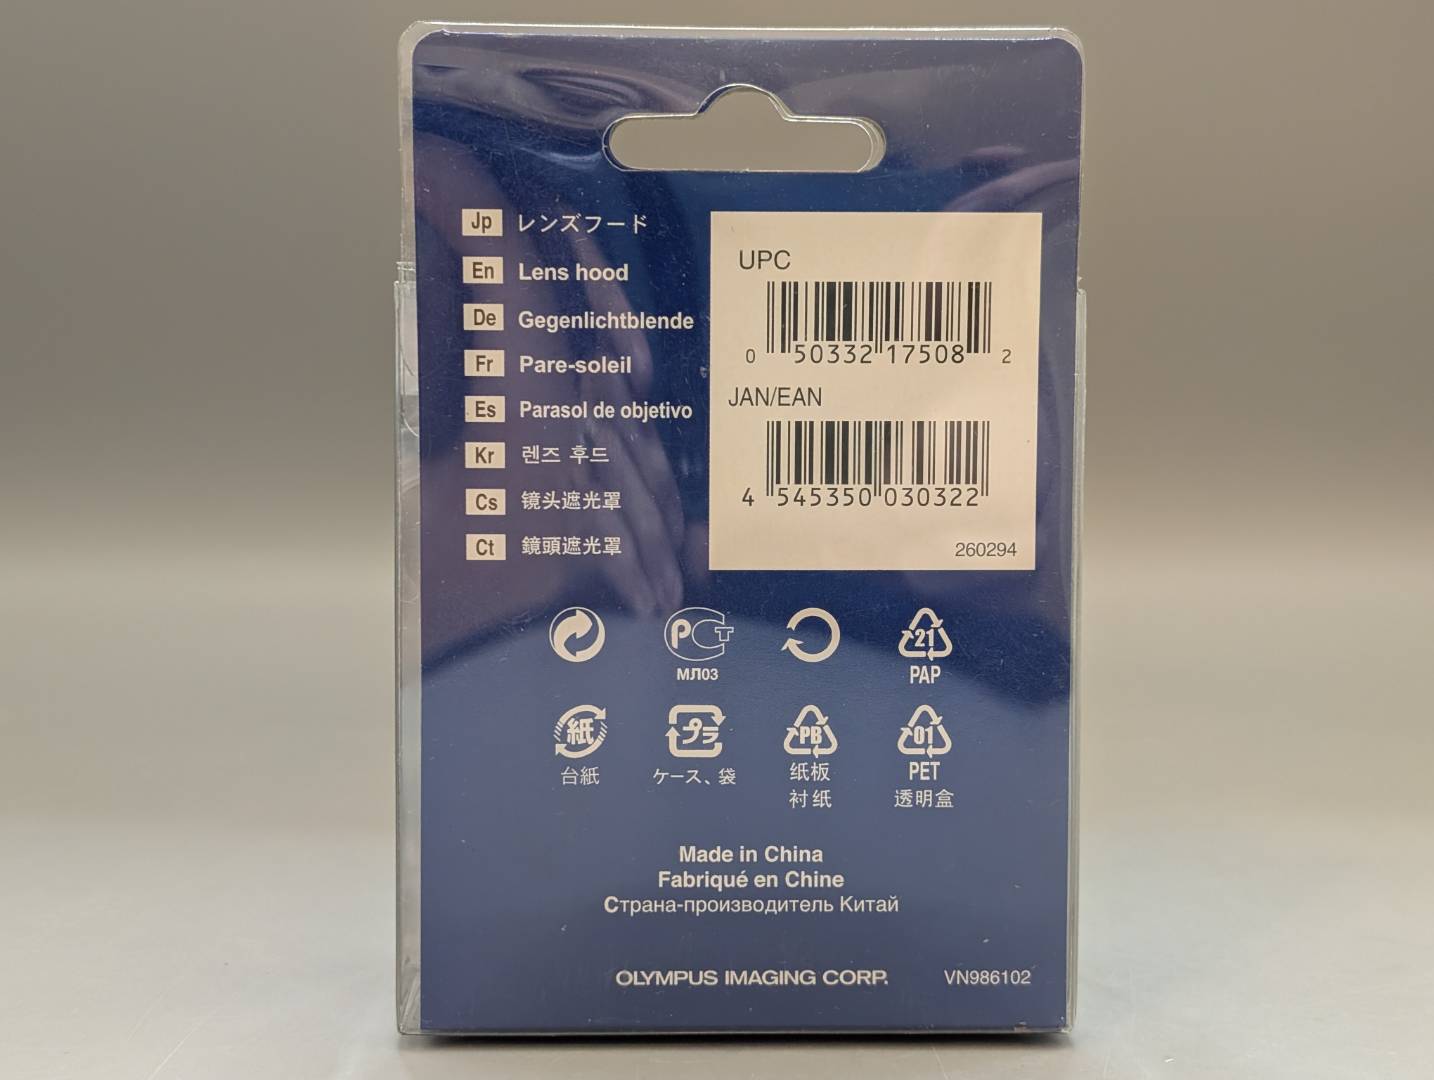 Jp レンズフード
En Lens hood
De Gegenlichtblende
Fr Pare-soleil
Es Parasol de objetivo
Kr 렌즈 후드
Cs 镜头遮光罩
Ct 鏡頭遮光罩
UPC
0 50332 17508 2
JAN/EAN
4 545350 030322
260294
РСТ
МЛ03
21
PAP
紙
台紙
プラ
ケース、袋
PB
纸板
衬纸
01
PET
透明盒
Made in China
Fabriqué en Chine
Страна-производитель Китай
OLYMPUS IMAGING CORP.
VN986102